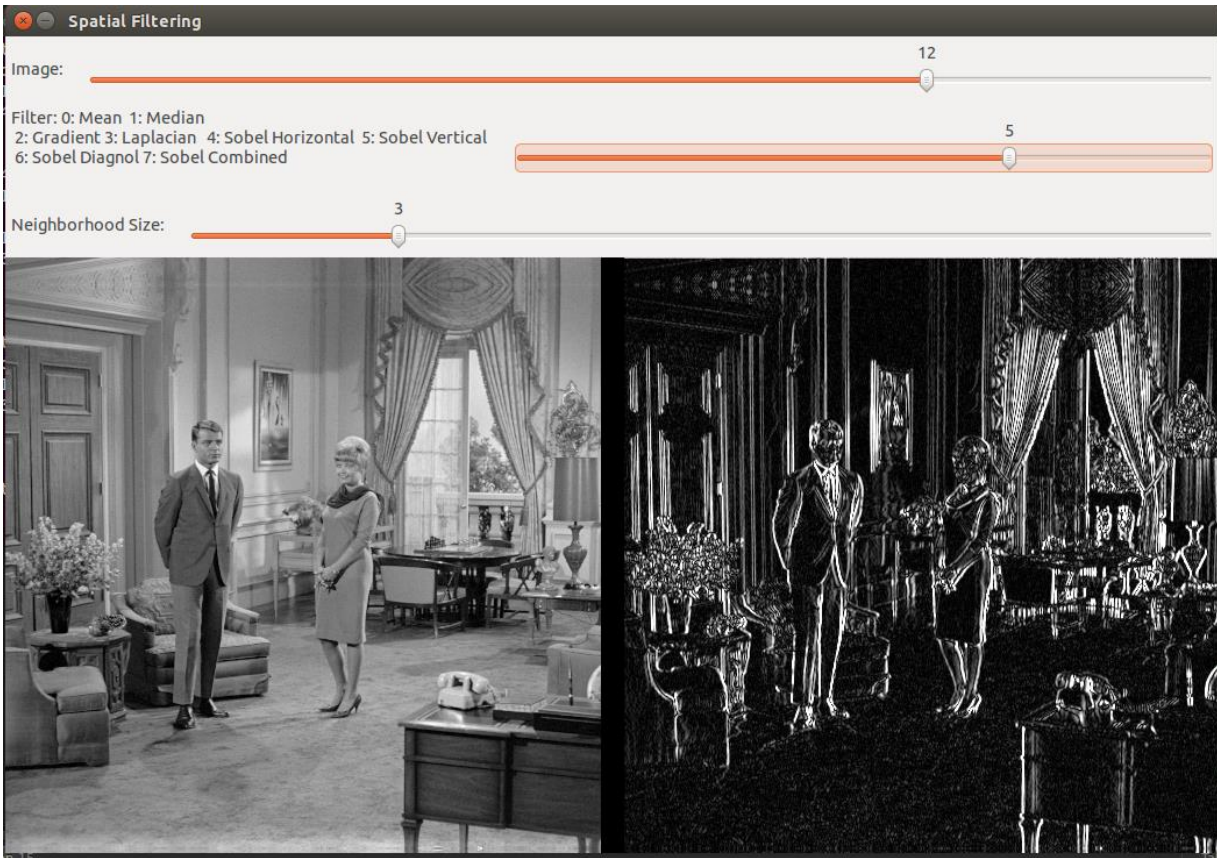 Spatial Filtering
12
Image:
Filter: 0: Mean 1: Median
2: Gradient 3: Laplacian 4: Sobel Horizontal 5: Sobel Vertical
5
6: Sobel Diagnol 7: Sobel Combined
3
Neighborhood Size: